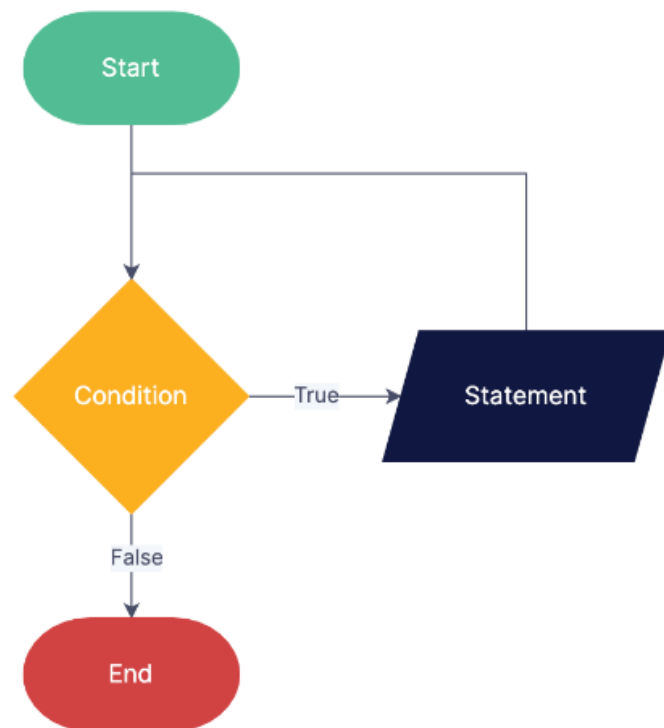 Start
Condition
True
Statement
False
End